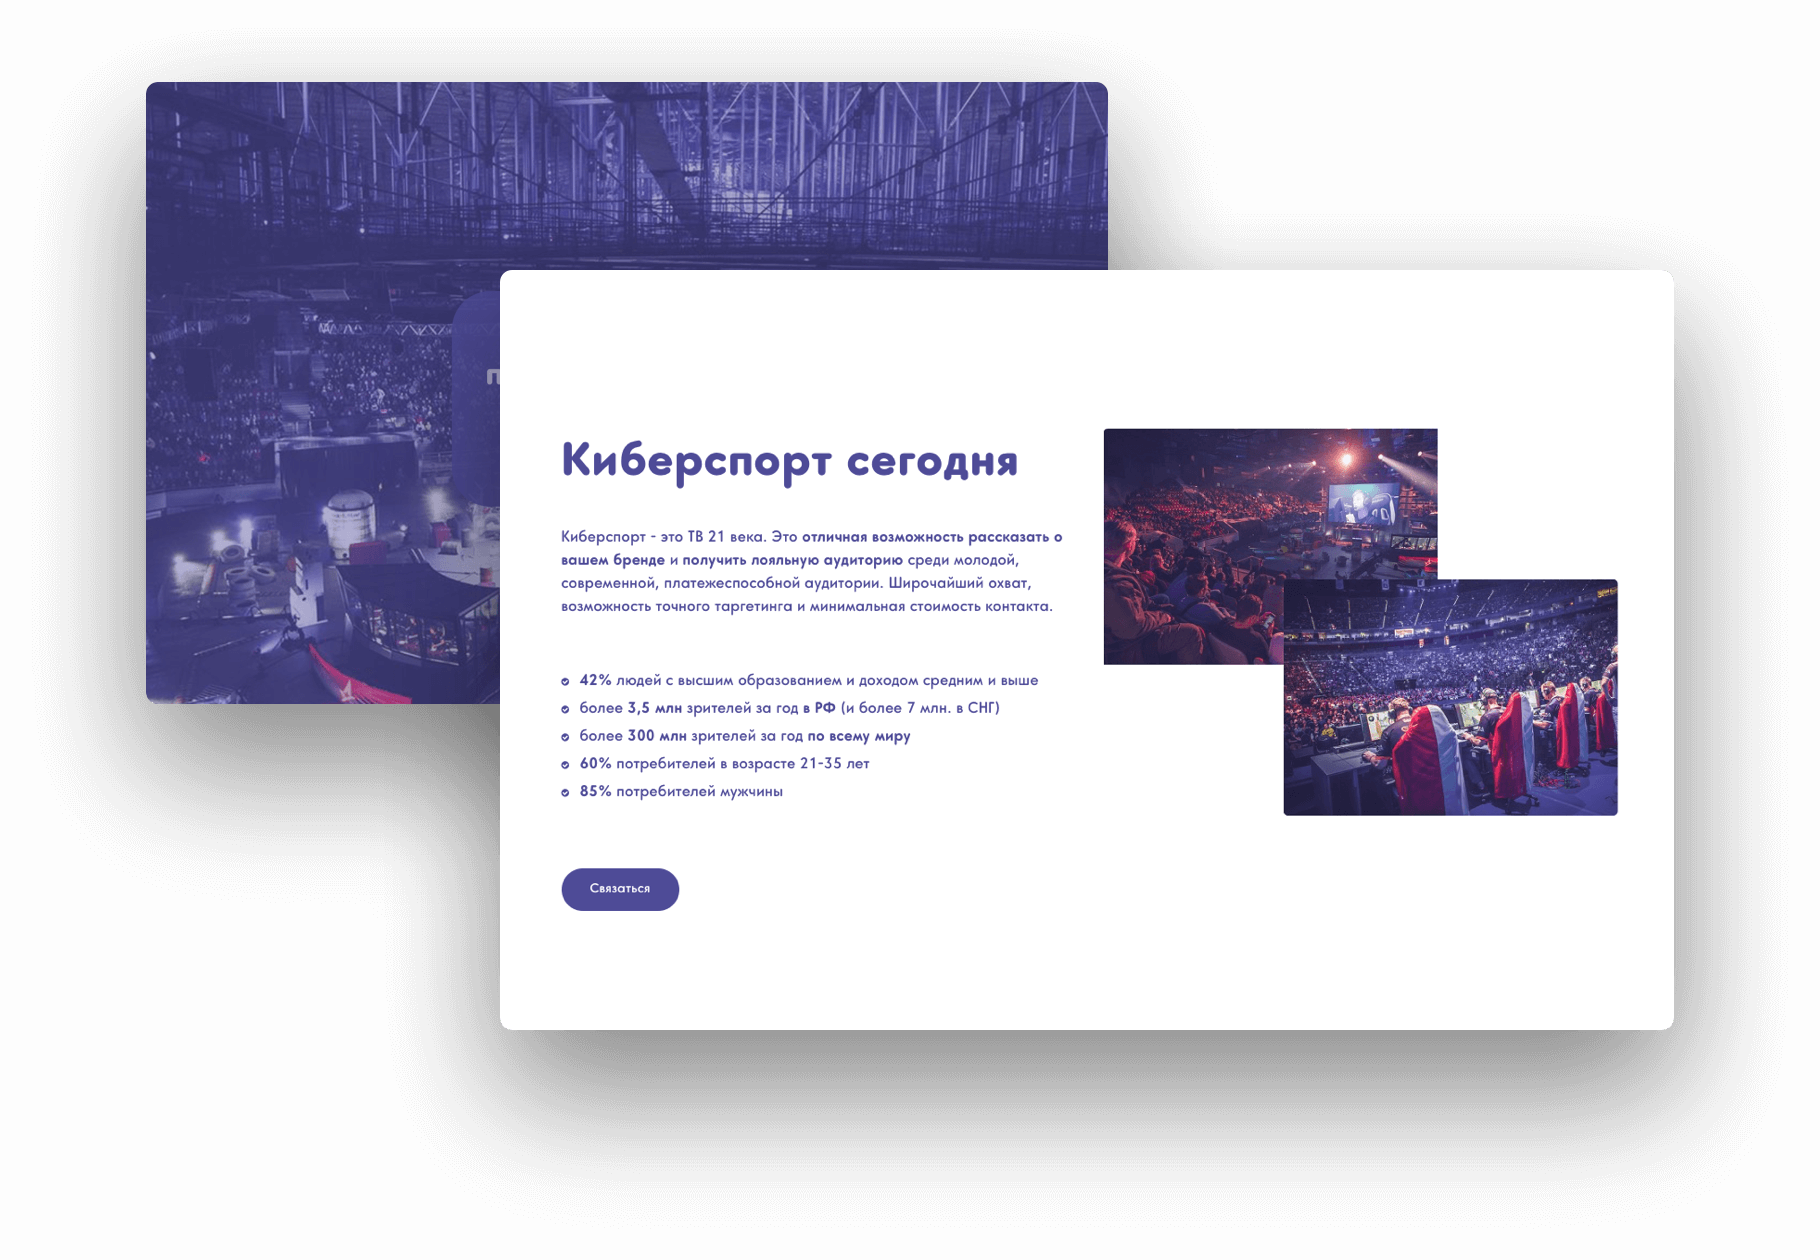 Киберспорт сегодня
Киберспорт - это ТВ 21 века. Это отличная возможность рассказать о
вашем бренде и получить лояльную аудиторию среди молодой,
современной, платежеспособной аудитории. Широчайший охват,
возможность точного таргетинга и минимальная стоимость контакта.
42% людей с высшим образованием и доходом средним и выше
более 3,5 млн зрителей за год в РФ (и более 7 млн. в СНГ)
более 300 млн зрителей за год по всему миру
60% потребителей в возрасте 21-35 лет
85% потребителей мужчины
Связаться